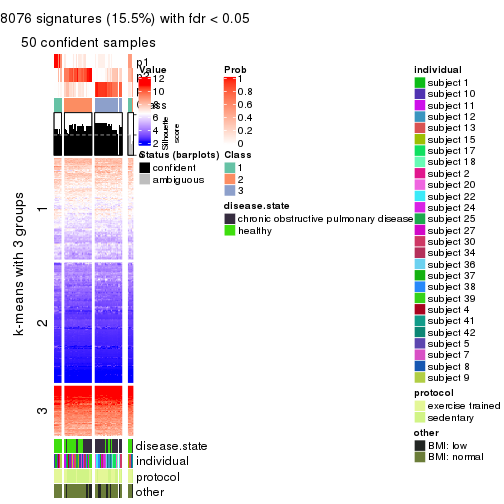 8076 signatures (15.5%) with fdr < 0.05
50 confident samples
p1
p2
Value
12
10
8
6
4
2
Silhouette
score
Prob
1
0.8
0.6
0.4
0.2
0
Status (barplots)
confident
ambiguous
Class
1
2
3
disease.state
chronic obstructive pulmonary disease
healthy
individual
subject 1
subject 10
subject 11
subject 12
subject 13
subject 15
subject 17
subject 18
subject 2
subject 20
subject 22
subject 24
subject 25
subject 27
subject 30
subject 34
subject 36
subject 37
subject 38
subject 39
subject 4
subject 41
subject 42
subject 5
subject 7
subject 8
subject 9
protocol
exercise trained
sedentary
other
BMI: low
BMI: normal
k-means with 3 groups
1
2
3
disease.state
individual
protocol
other